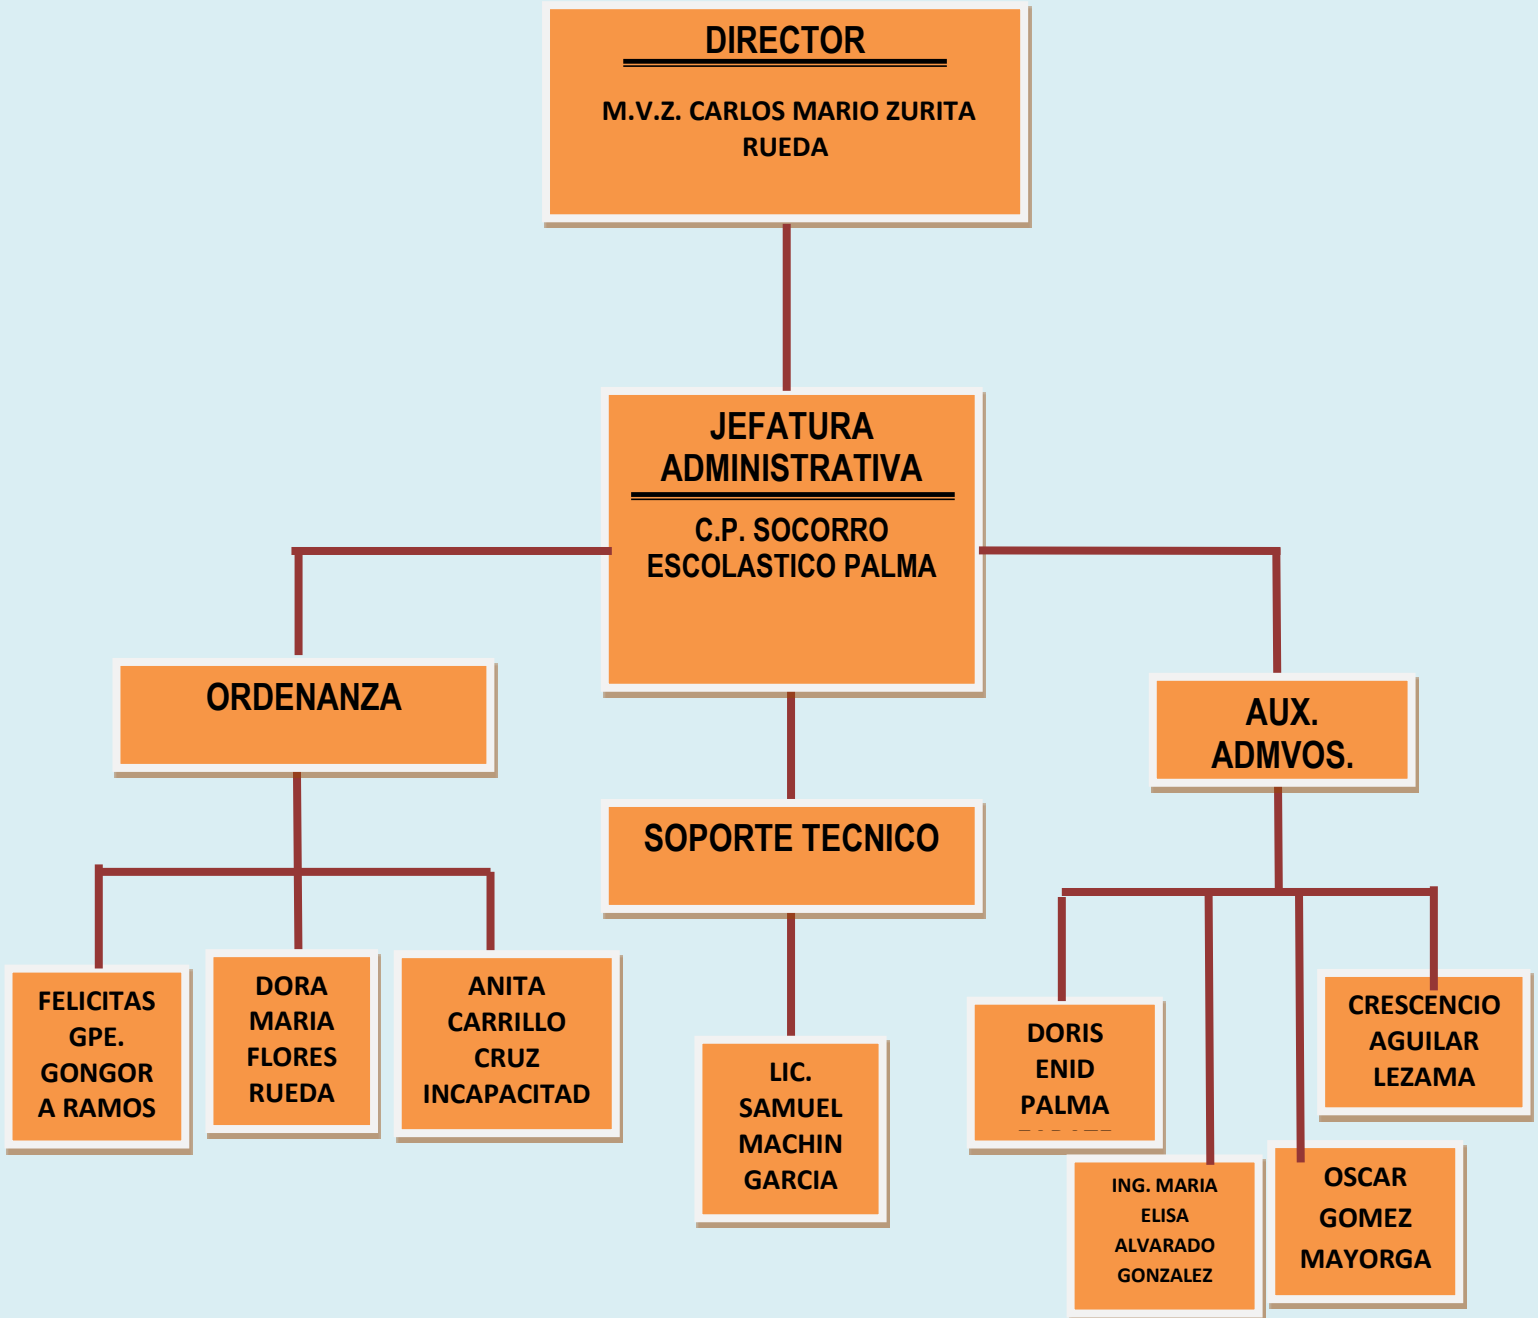 DIRECTOR
M.V.Z. CARLOS MARIO ZURITA
RUEDA
JEFATURA
ADMINISTRATIVA
C.P. SOCORRO
ESCOLASTICO PALMA
ORDENANZA
FELICITAS
GPE.
GONGOR
A RAMOS
DORA
MARIA
FLORES
RUEDA
ANITA
CARRILLO
CRUZ
INCAPACITAD
SOPORTE TECNICO
LIC.
SAMUEL
MACHIN
GARCIA
AUX.
ADMVOS.
DORIS
ENID
PALMA
ING. MARIA
ELISA
ALVARADO
GONZALEZ
OSCAR
GOMEZ
MAYORGA
CRESCENCIO
AGUILAR
LEZAMA